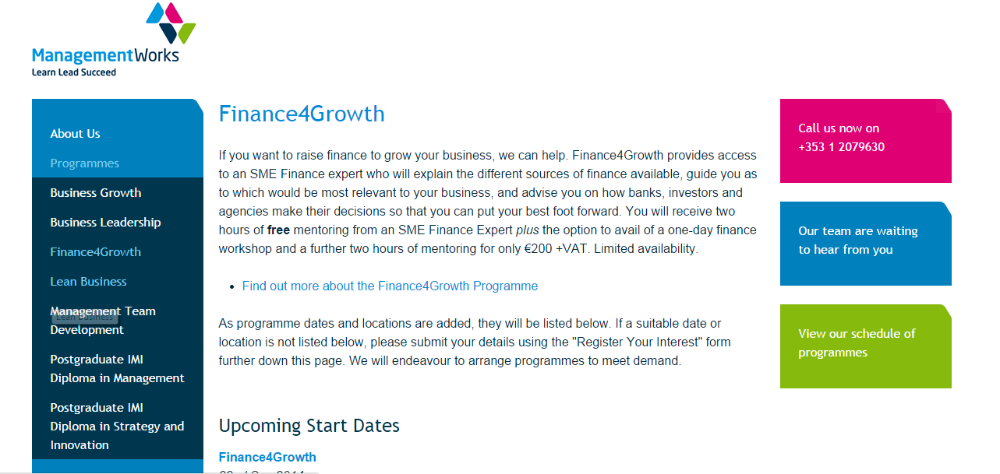 ManagementWorks
Learn Lead Succeed
About Us
Programmes
Business Growth
Business Leadership
Finance4Growth
Lean Business
Management Team
Lean Business
Development
Postgraduate IMI
Diploma in Management
Postgraduate IMI
Diploma in Strategy and
Innovation
Finance4Growth
If you want to raise finance to grow your business, we can help. Finance4Growth provides access
to an SME Finance expert who will explain the different sources of finance available, guide you as
to which would be most relevant to your business, and advise you on how banks, investors and
agencies make their decisions so that you can put your best foot forward. You will receive two
hours of free mentoring from an SME Finance Expert plus the option to avail of a one-day finance
workshop and a further two hours of mentoring for only €200 +VAT. Limited availability.
• Find out more about the Finance4Growth Programme
As programme dates and locations are added, they will be listed below. If a suitable date or
location is not listed below, please submit your details using the "Register Your Interest" form
further down this page. We will endeavour to arrange programmes to meet demand.
Upcoming Start Dates
Finance4Growth
Call us now on
+353 1 2079630
Our team are waiting
to hear from you
View our schedule of
programmes